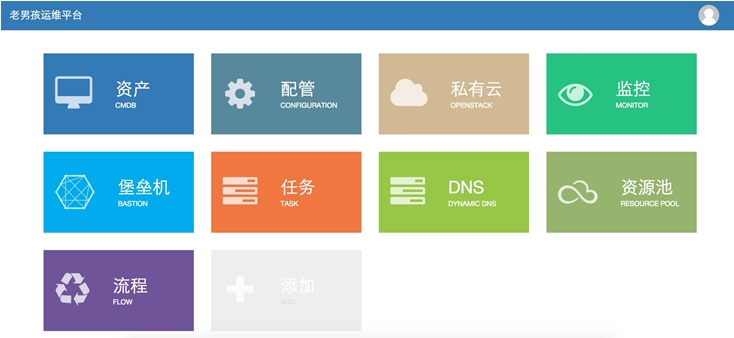 老男孩运维平台
资产
CMDB
配管
CONFIGURATION
私有云
OPENSTACK
监控
MONITOR
堡垒机
BASTION
任务
TASK
DNS
DYNAMIC DNS
资源池
RESOURCE POOL
流程
FLOW
添加
ADD